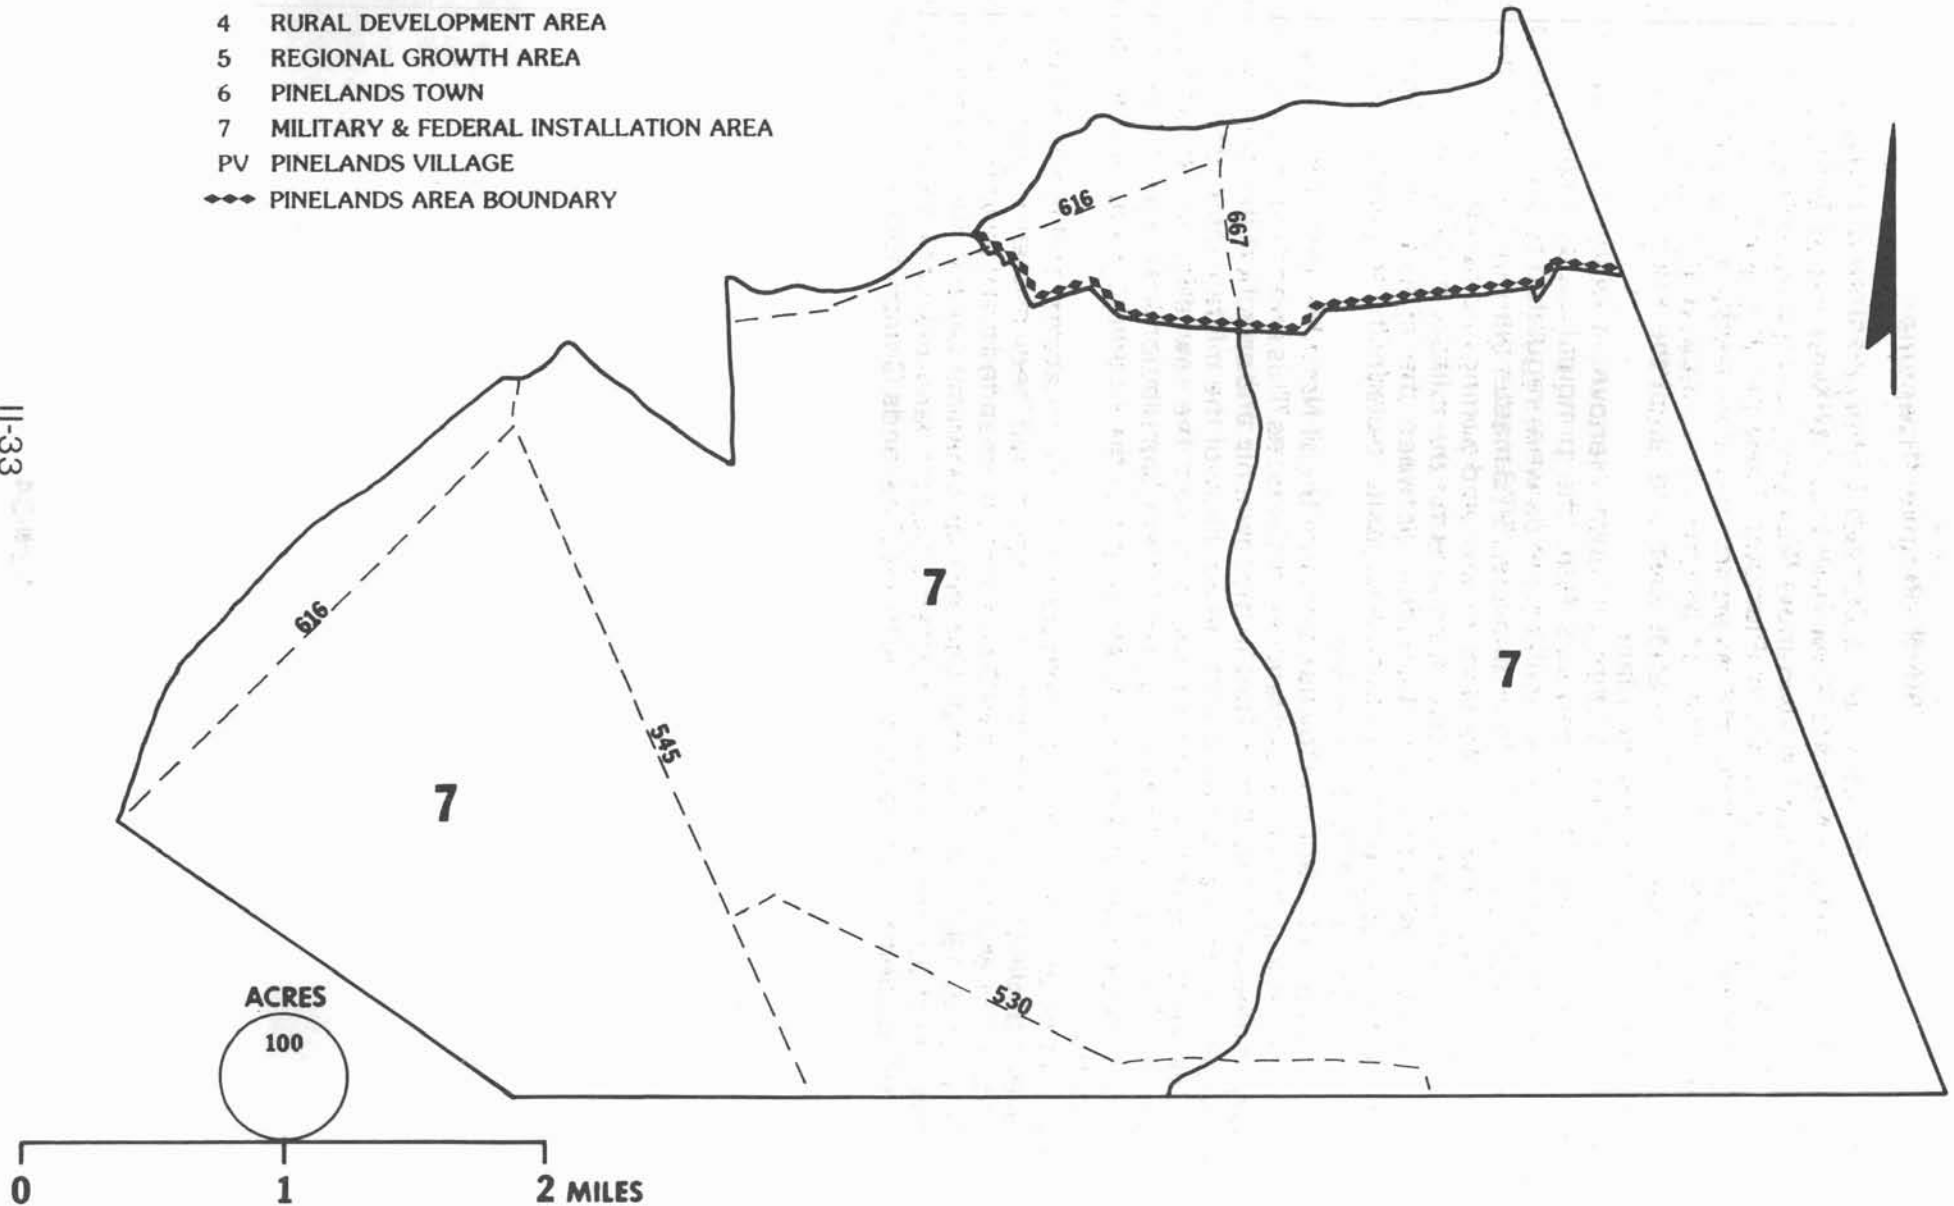 4 RURAL DEVELOPMENT AREA
5 REGIONAL GROWTH AREA
6 PINELANDS TOWN
7 MILITARY & FEDERAL INSTALLATION AREA
PV PINELANDS VILLAGE
PINELANDS AREA BOUNDARY
616
667
II-33
7
616
7
545
7
530
ACRES
100
0 1 2 MILES